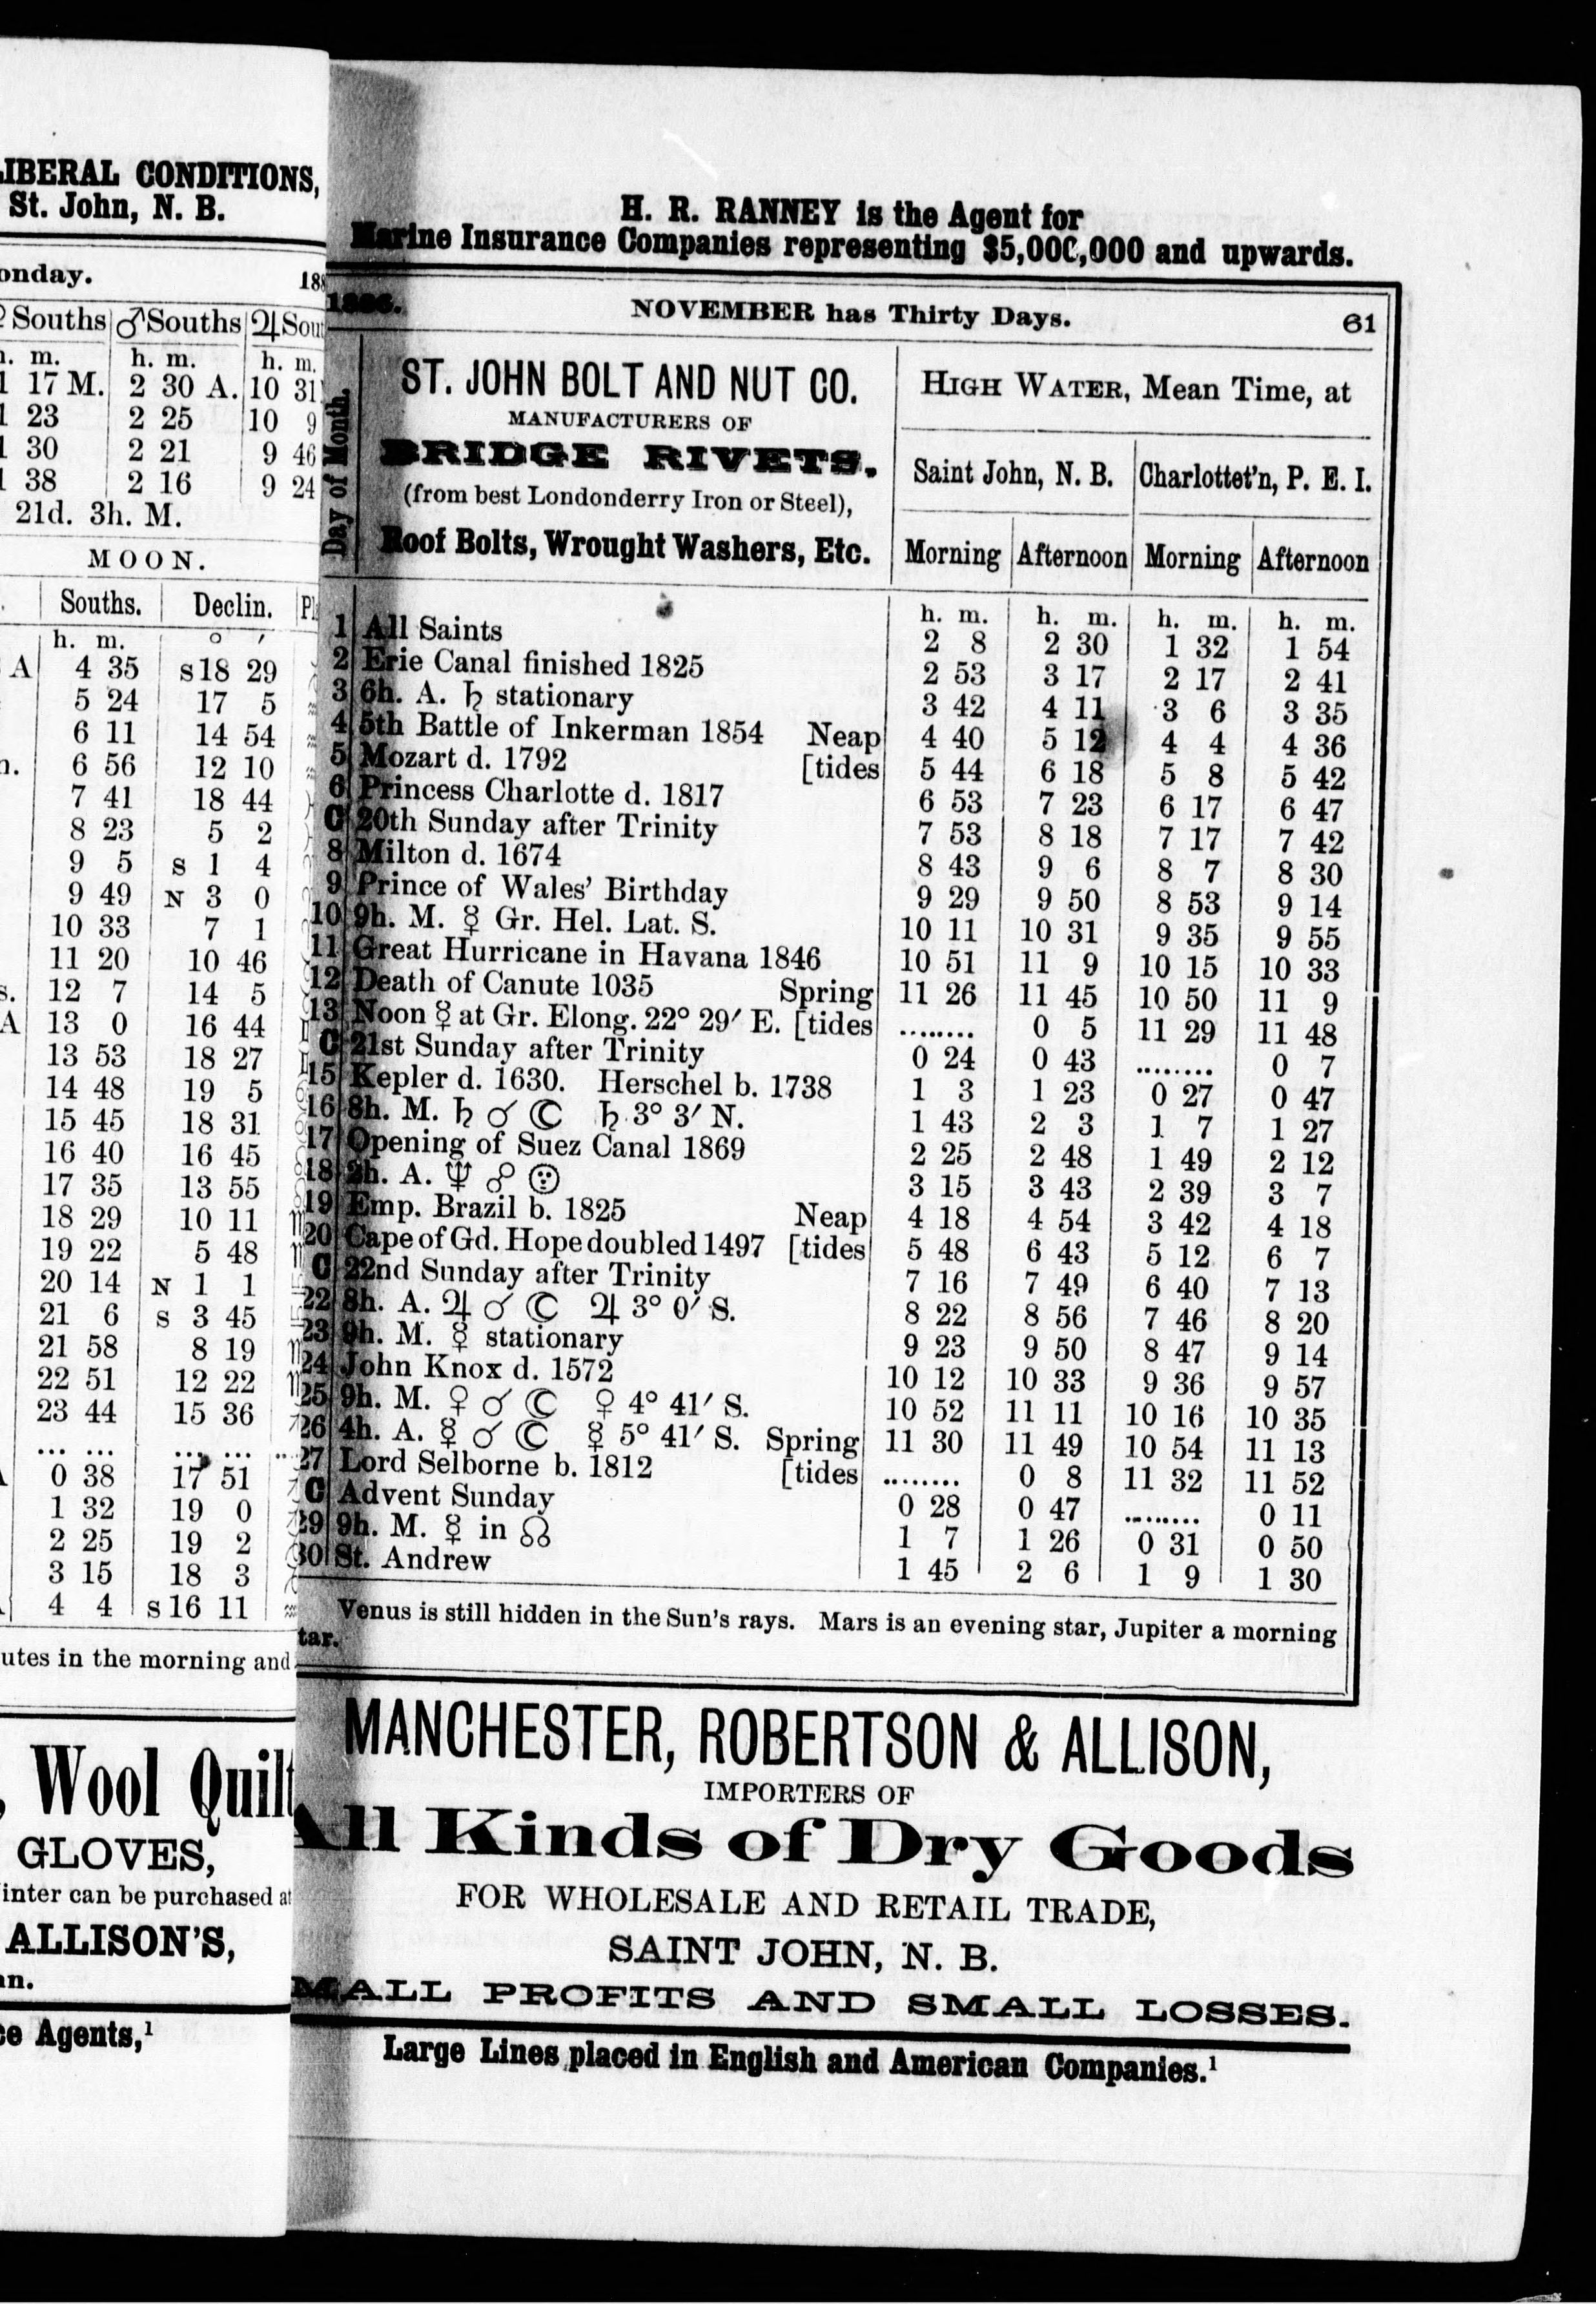 LIBERAL CONDITIONS,
St. John, N. B.
onday. 188
♀ Souths ♂ Souths ♃ Sout
h. m. h. m. h. m.
1 17 M. 2 30 A. 10 31
1 23 2 25 10 9
1 30 2 21 9 46
1 38 2 16 9 24
21d. 3h. M.
MOON.
Souths. Declin. Pl
h. m. ° ′
A 4 35 S18 29
5 24 17 5
6 11 14 54
n. 6 56 12 10
7 41 18 44
8 23 5 2
9 5 S 1 4
9 49 N 3 0
10 33 7 1
11 20 10 46
s. 12 7 14 5
A 13 0 16 44
13 53 18 27
14 48 19 5
15 45 18 31
16 40 16 45
17 35 13 55
18 29 10 11
19 22 5 48
20 14 N 1 1
21 6 S 3 45
21 58 8 19
22 51 12 22
23 44 15 36
... ... ... ...
0 38 17 51
1 32 19 0
2 25 19 2
3 15 18 3
4 4 S16 11
utes in the morning and
, Wool Quilt
GLOVES,
inter can be purchased at
ALLISON'S,
an.
ce Agents,¹
H. R. RANNEY is the Agent for
Marine Insurance Companies representing $5,000,000 and upwards.
1886. NOVEMBER has Thirty Days. 61
Day of Month.
ST. JOHN BOLT AND NUT CO.
MANUFACTURERS OF
BRIDGE RIVETS.
(from best Londonderry Iron or Steel),
Roof Bolts, Wrought Washers, Etc.
HIGH WATER, Mean Time, at
Saint John, N. B. Charlottet'n, P. E. I.
Morning Afternoon Morning Afternoon
h. m. h. m. h. m. h. m.
1 All Saints 2 8 2 30 1 32 1 54
2 Erie Canal finished 1825 2 53 3 17 2 17 2 41
3 6h. A. ♄ stationary 3 42 4 11 3 6 3 35
4 5th Battle of Inkerman 1854 Neap 4 40 5 12 4 4 4 36
5 Mozart d. 1792 [tides 5 44 6 18 5 8 5 42
6 Princess Charlotte d. 1817 6 53 7 23 6 17 6 47
C 20th Sunday after Trinity 7 53 8 18 7 17 7 42
8 Milton d. 1674 8 43 9 6 8 7 8 30
9 Prince of Wales' Birthday 9 29 9 50 8 53 9 14
10 9h. M. ☿ Gr. Hel. Lat. S. 10 11 10 31 9 35 9 55
11 Great Hurricane in Havana 1846 10 51 11 9 10 15 10 33
12 Death of Canute 1035 Spring 11 26 11 45 10 50 11 9
13 Noon ☿ at Gr. Elong. 22° 29′ E. [tides ........ 0 5 11 29 11 48
C 21st Sunday after Trinity 0 24 0 43 ......... 0 7
15 Kepler d. 1630. Herschel b. 1738 1 3 1 23 0 27 0 47
16 8h. M. ♄ ☌ ☾ ♄ 3° 3′ N. 1 43 2 3 1 7 1 27
17 Opening of Suez Canal 1869 2 25 2 48 1 49 2 12
18 2h. A. ♆ ☍ ☉ 3 15 3 43 2 39 3 7
19 Emp. Brazil b. 1825 Neap 4 18 4 54 3 42 4 18
20 Cape of Gd. Hope doubled 1497 [tides 5 48 6 43 5 12 6 7
C 22nd Sunday after Trinity 7 16 7 49 6 40 7 13
22 8h. A. ♃ ☌ ☾ ♃ 3° 0′ S. 8 22 8 56 7 46 8 20
23 9h. M. ☿ stationary 9 23 9 50 8 47 9 14
24 John Knox d. 1572 10 12 10 33 9 36 9 57
25 9h. M. ♀ ☌ ☾ ♀ 4° 41′ S. 10 52 11 11 10 16 10 35
26 4h. A. ☿ ☌ ☾ ☿ 5° 41′ S. Spring 11 30 11 49 10 54 11 13
27 Lord Selborne b. 1812 [tides ........ 0 8 11 32 11 52
C Advent Sunday 0 28 0 47 ......... 0 11
29 9h. M. ☿ in ☊ 1 7 1 26 0 31 0 50
30 St. Andrew 1 45 2 6 1 9 1 30
Venus is still hidden in the Sun's rays. Mars is an evening star, Jupiter a morning
tar.
MANCHESTER, ROBERTSON & ALLISON,
IMPORTERS OF
All Kinds of Dry Goods
FOR WHOLESALE AND RETAIL TRADE,
SAINT JOHN, N. B.
MALL PROFITS AND SMALL LOSSES.
Large Lines placed in English and American Companies.¹